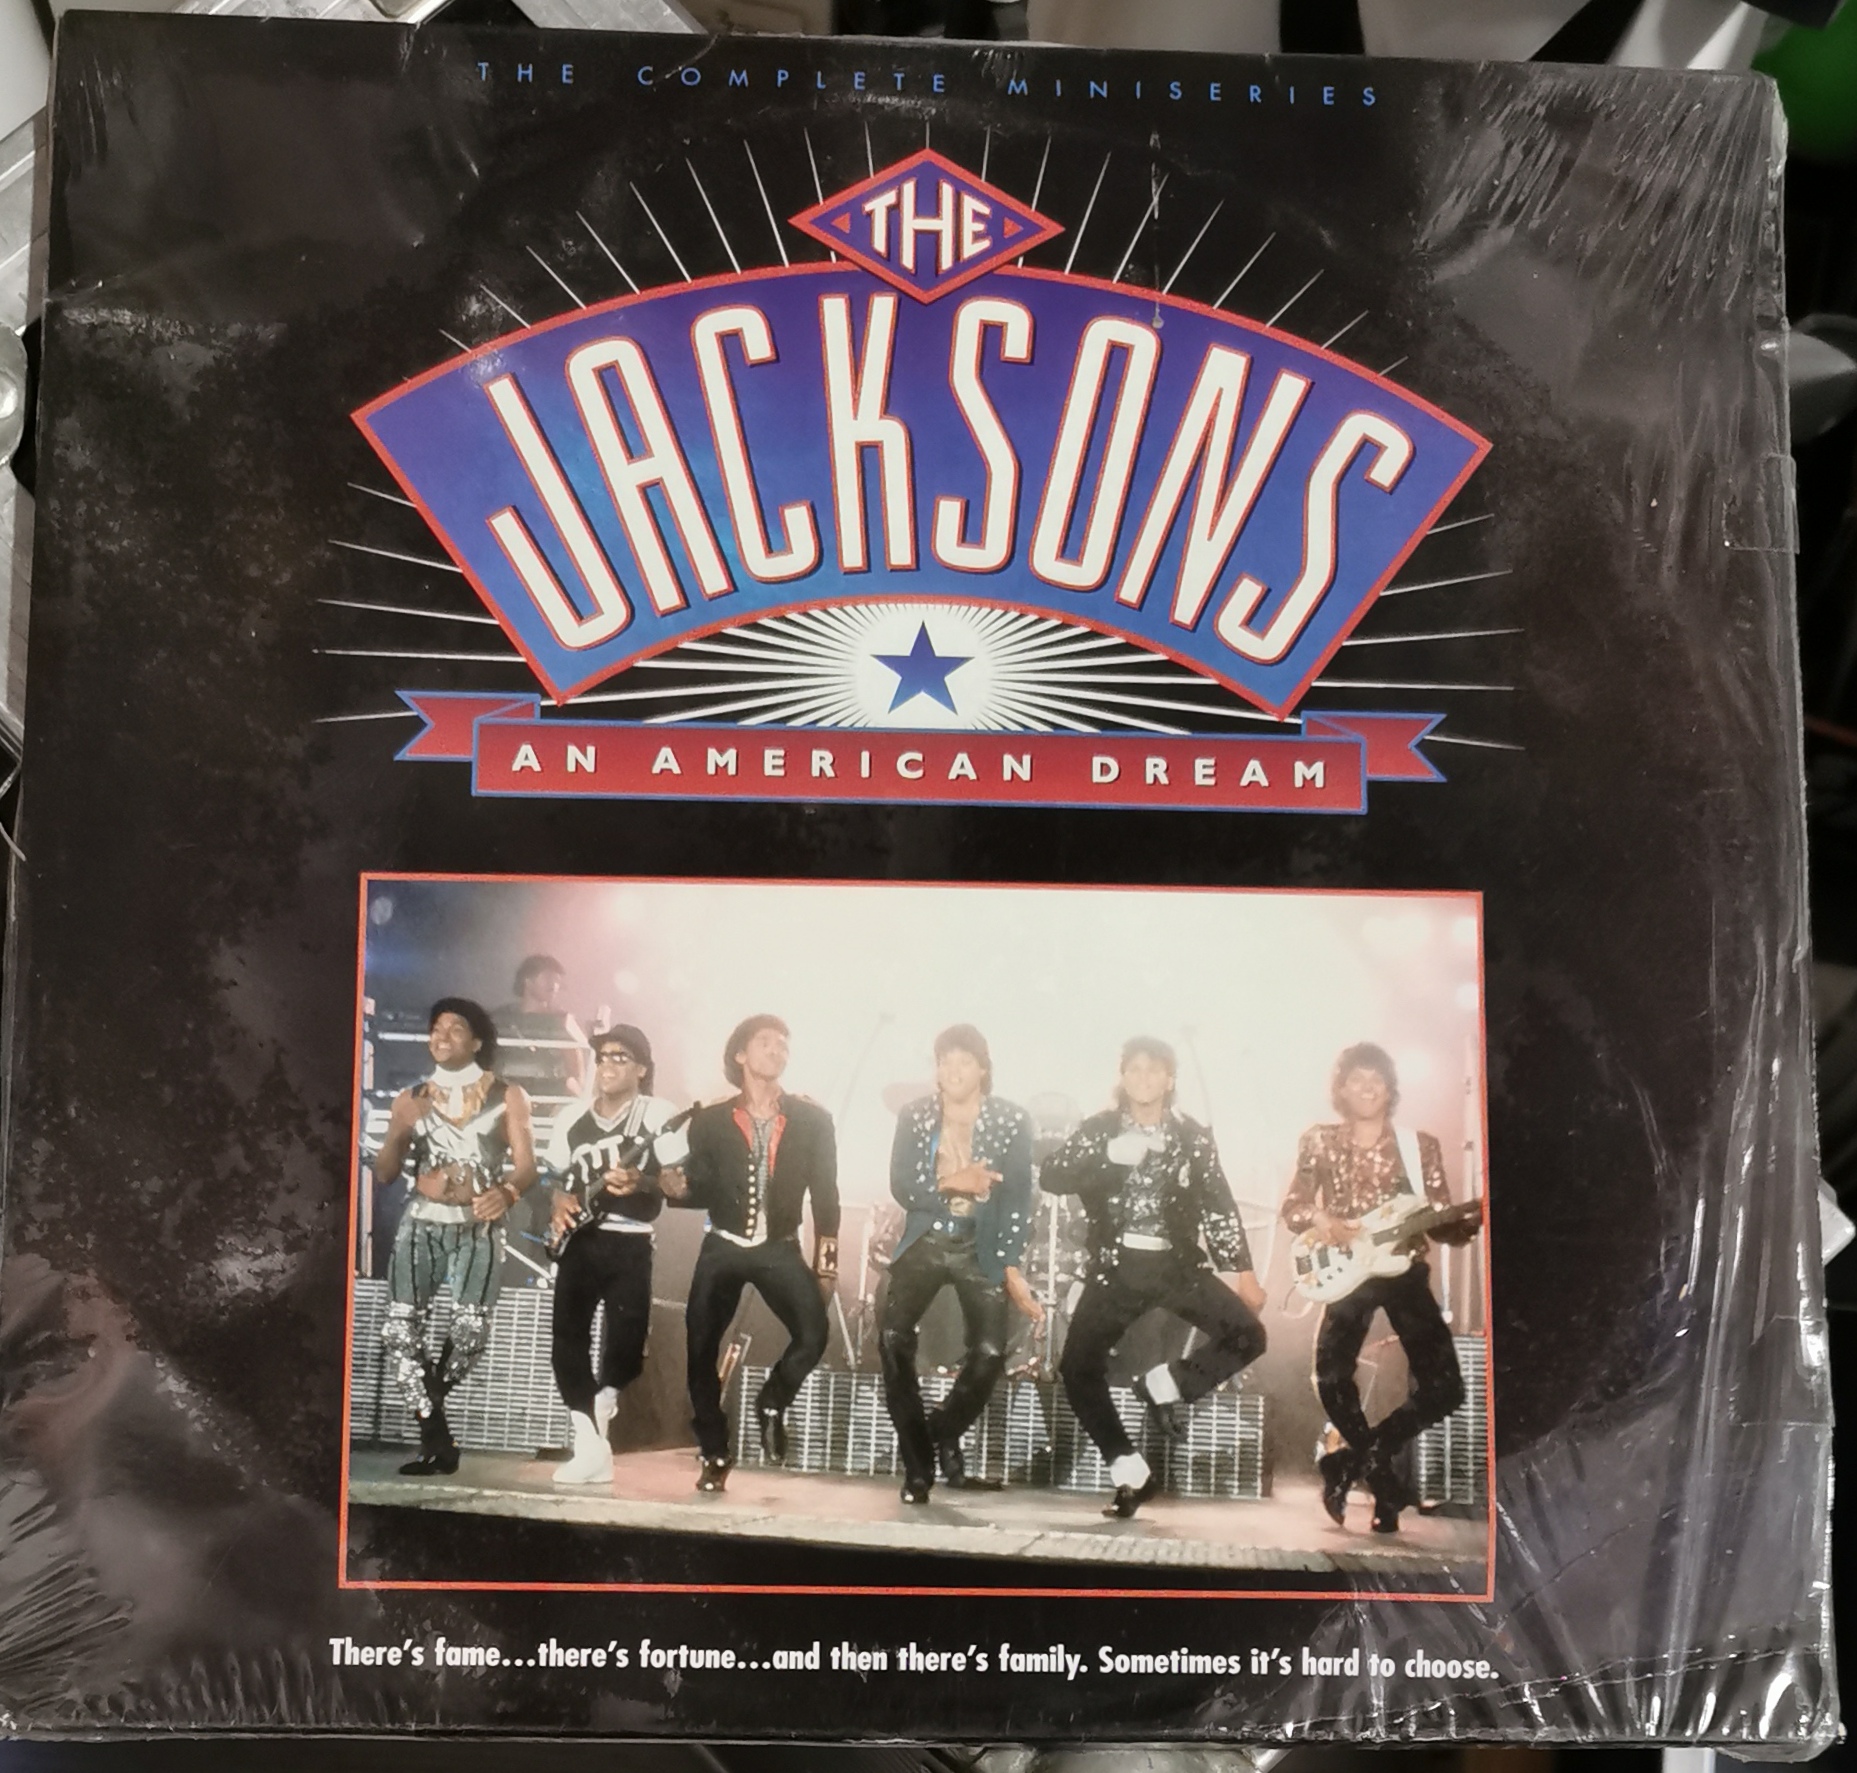 THE COMPLETE MINISERIES
THE
JACKSONS
AN AMERICAN DREAM
There's fame...there's fortune...and then there's family. Sometimes it's hard to choose.